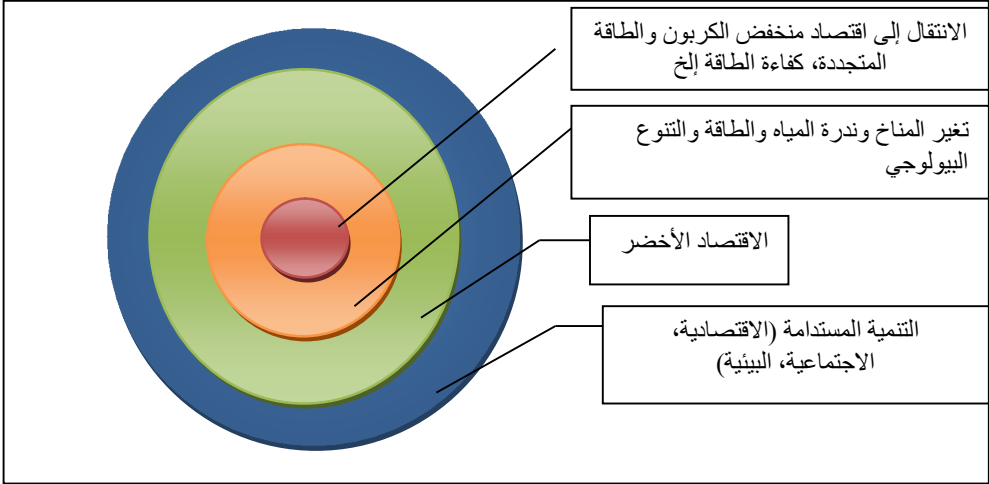 الانتقال إلى اقتصاد منخفض الكربون والطاقة
المتجددة، كفاءة الطاقة إلخ
تغير المناخ وندرة المياه والطاقة والتنوع
البيولوجي
الاقتصاد الأخضر
التنمية المستدامة (الاقتصادية،
الاجتماعية، البيئية)